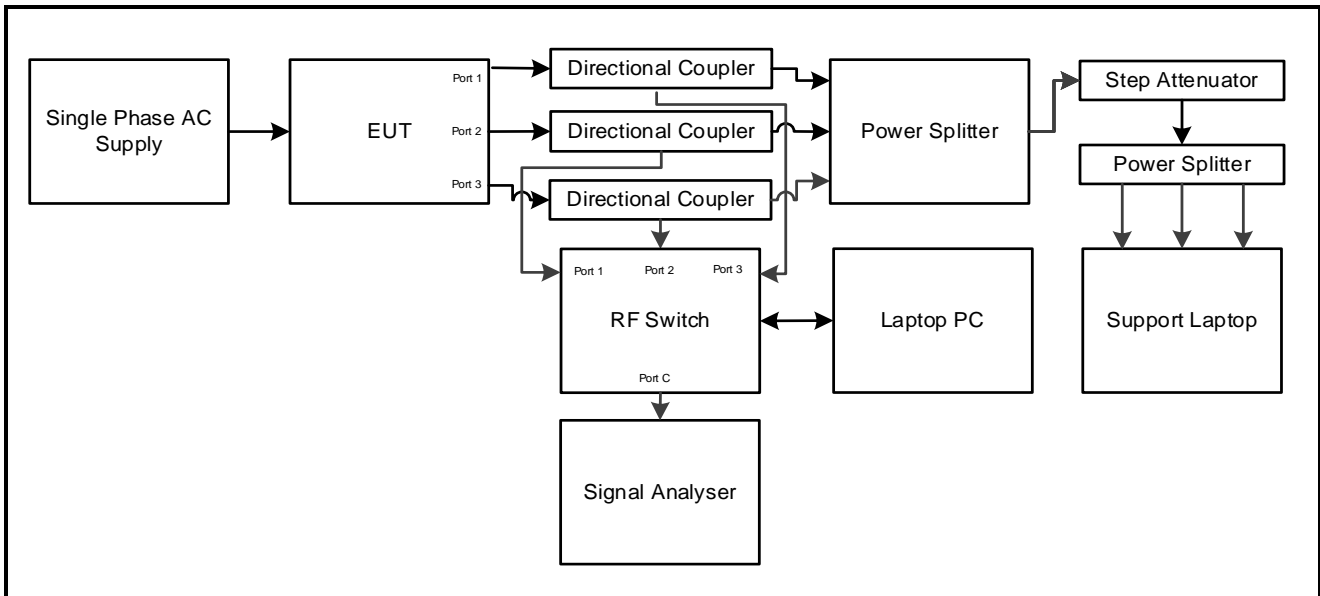 Single Phase AC
Supply
EUT
Port 1
Port 2
Port 3
Directional Coupler
Directional Coupler
Directional Coupler
Power Splitter
Step Attenuator
Power Splitter
Port 1
Port 2
Port 3
RF Switch
Port C
Laptop PC
Support Laptop
Signal Analyser